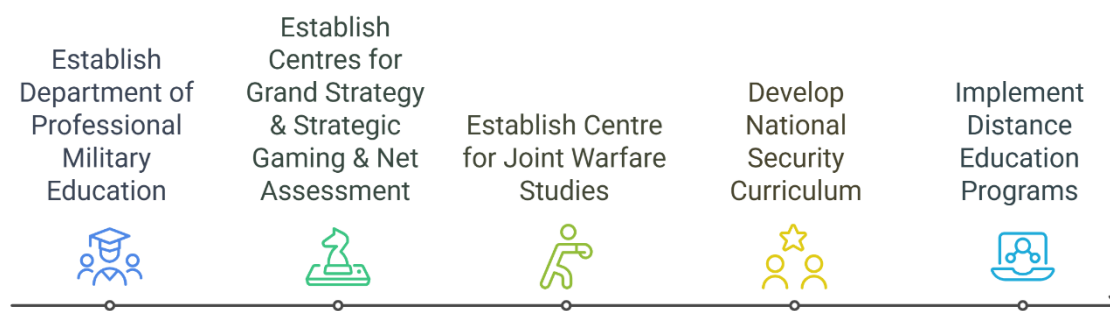 Establish
Department of
Professional
Military
Education
Establish
Centres for
Grand Strategy
& Strategic
Gaming & Net
Assessment
Establish Centre
for Joint Warfare
Studies
Develop
National
Security
Curriculum
Implement
Distance
Education
Programs